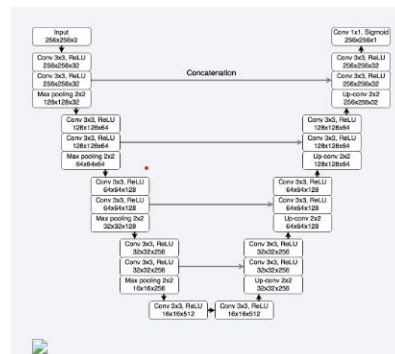 Input
256x256x3
Conv 3x3, ReLU
256x256x32
Conv 3x3, ReLU
256x256x32
Max pooling 2x2
128x128x32
Conv 3x3, ReLU
128x128x64
Conv 3x3, ReLU
128x128x64
Max pooling 2x2
64x64x64
Conv 3x3, ReLU
64x64x128
Conv 3x3, ReLU
64x64x128
Max pooling 2x2
32x32x128
Conv 3x3, ReLU
32x32x256
Conv 3x3, ReLU
32x32x256
Max pooling 2x2
16x16x256
Conv 3x3, ReLU
16x16x512
Conv 3x3, ReLU
16x16x512
Concatenation
Conv 1x1, Sigmoid
256x256x1
Conv 3x3, ReLU
256x256x32
Conv 3x3, ReLU
256x256x32
Up-conv 2x2
256x256x32
Conv 3x3, ReLU
128x128x64
Conv 3x3, ReLU
128x128x64
Up-conv 2x2
128x128x64
Conv 3x3, ReLU
64x64x128
Conv 3x3, ReLU
64x64x128
Up-conv 2x2
64x64x128
Conv 3x3, ReLU
32x32x256
Conv 3x3, ReLU
32x32x256
Up-conv 2x2
32x32x256